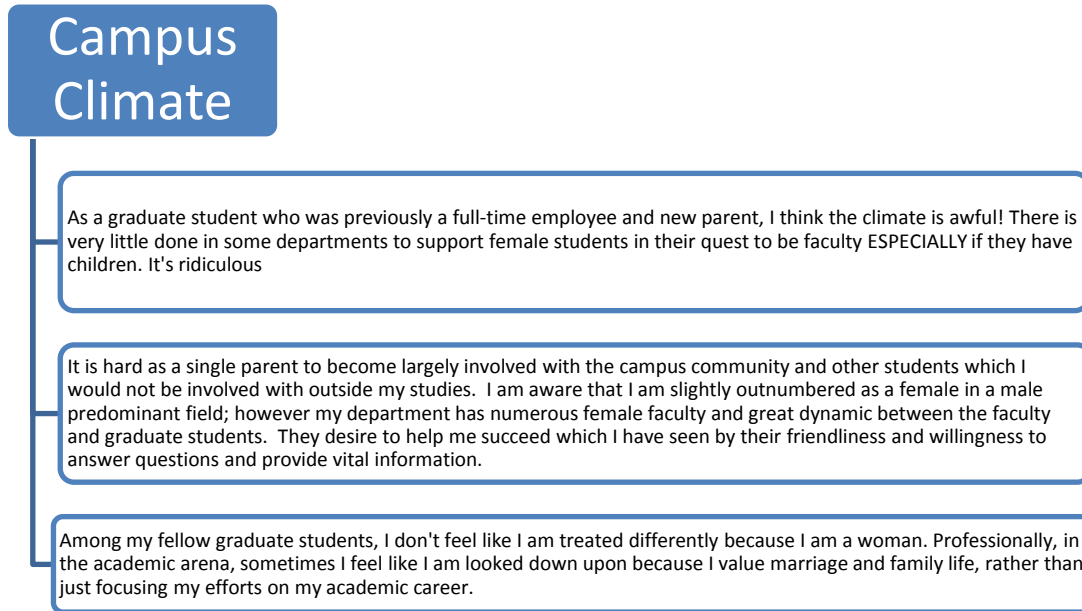 Campus
Climate
As a graduate student who was previously a full-time employee and new parent, I think the climate is awful! There is
very little done in some departments to support female students in their quest to be faculty ESPECIALLY if they have
children. It's ridiculous
It is hard as a single parent to become largely involved with the campus community and other students which I
would not be involved with outside my studies.  I am aware that I am slightly outnumbered as a female in a male
predominant field; however my department has numerous female faculty and great dynamic between the faculty
and graduate students.  They desire to help me succeed which I have seen by their friendliness and willingness to
answer questions and provide vital information.
Among my fellow graduate students, I don't feel like I am treated differently because I am a woman. Professionally, in
the academic arena, sometimes I feel like I am looked down upon because I value marriage and family life, rather than
just focusing my efforts on my academic career.